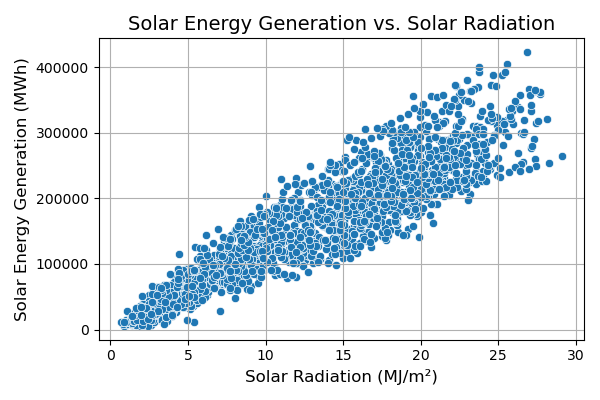 Solar Energy Generation vs. Solar Radiation
Solar Energy Generation (MWh)
400000
300000
200000
100000
0
0 5 10 15 20 25 30
Solar Radiation (MJ/m²)